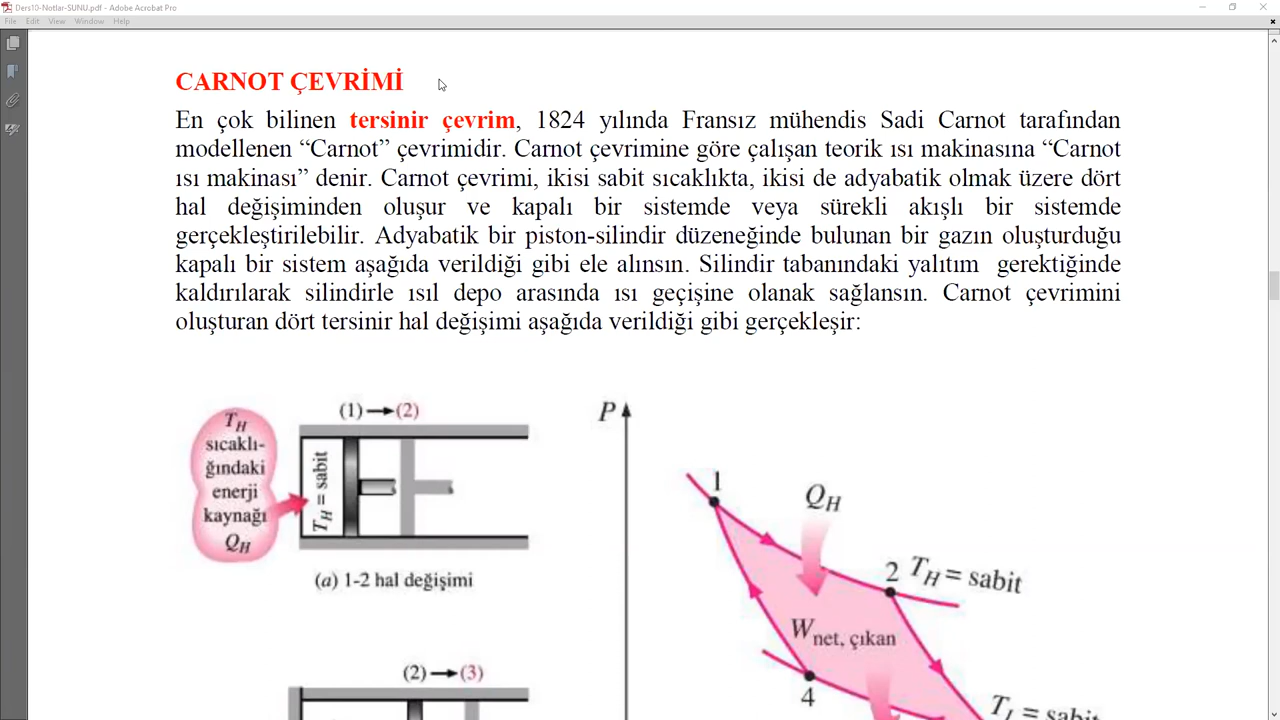 Ders10-Notlar-SUNU.pdf - Adobe Acrobat Pro
File Edit View Window Help
CARNOT ÇEVRİMİ
En çok bilinen tersinir çevrim, 1824 yılında Fransız mühendis Sadi Carnot tarafından
modellenen “Carnot” çevrimidir. Carnot çevrimine göre çalışan teorik ısı makinasına “Carnot
ısı makinası” denir. Carnot çevrimi, ikisi sabit sıcaklıkta, ikisi de adyabatik olmak üzere dört
hal değişiminden oluşur ve kapalı bir sistemde veya sürekli akışlı bir sistemde
gerçekleştirilebilir. Adyabatik bir piston-silindir düzeneğinde bulunan bir gazın oluşturduğu
kapalı bir sistem aşağıda verildiği gibi ele alınsın. Silindir tabanındaki yalıtım gerektiğinde
kaldırılarak silindirle ısıl depo arasında ısı geçişine olanak sağlansın. Carnot çevrimini
oluşturan dört tersinir hal değişimi aşağıda verildiği gibi gerçekleşir:
(1) → (2)
T_H
sıcaklı-
ğındaki
enerji
kaynağı
Q_H
T_H = sabit
(a) 1-2 hal değişimi
(2) → (3)
P
1
Q_H
2 T_H = sabit
W_net, çıkan
4
T_L = sabit